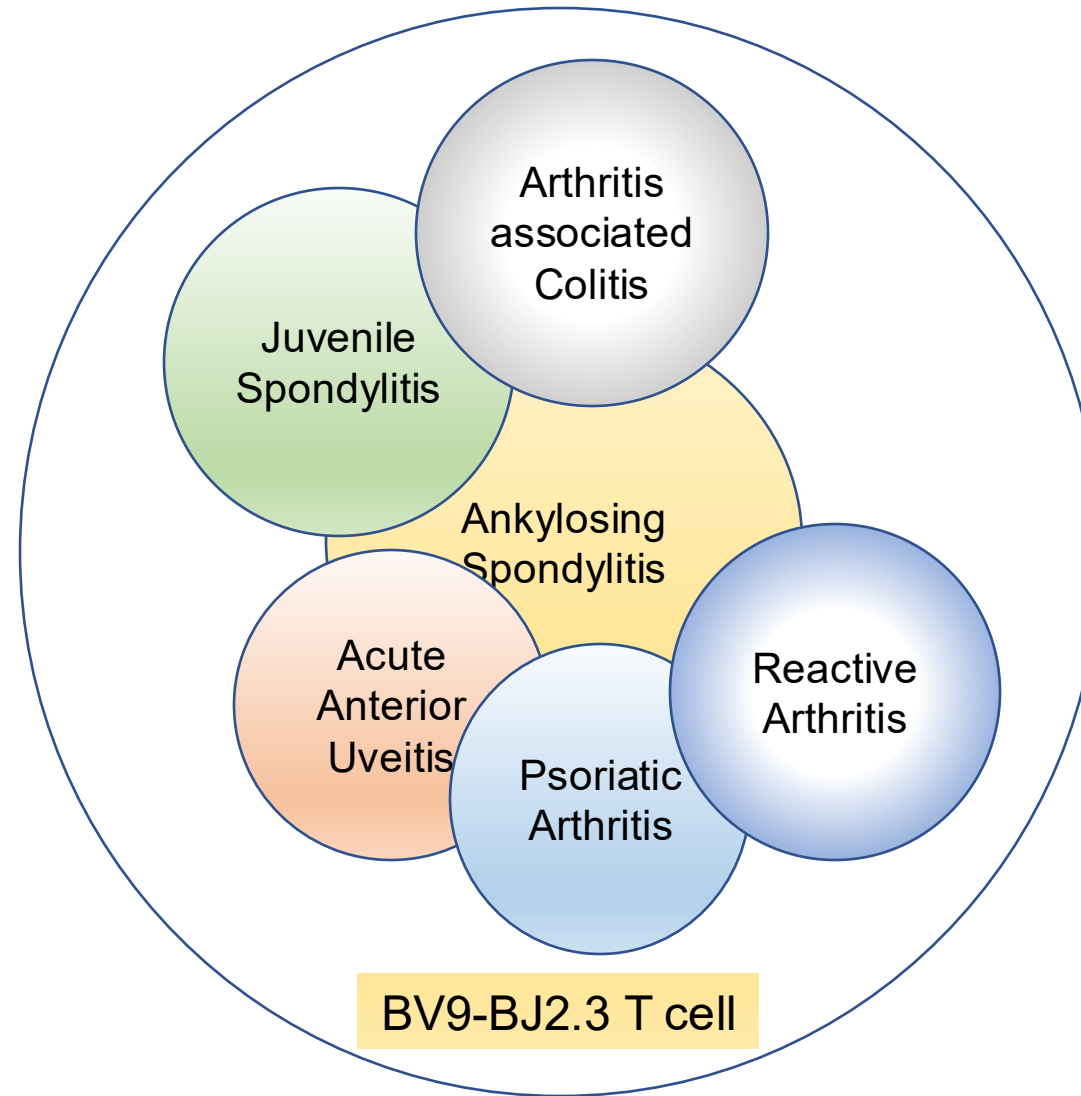 Arthritis
associated
Colitis
Juvenile
Spondylitis
Ankylosing
Spondylitis
Acute
Anterior
Uveitis
Reactive
Arthritis
Psoriatic
Arthritis
BV9-BJ2.3 T cell